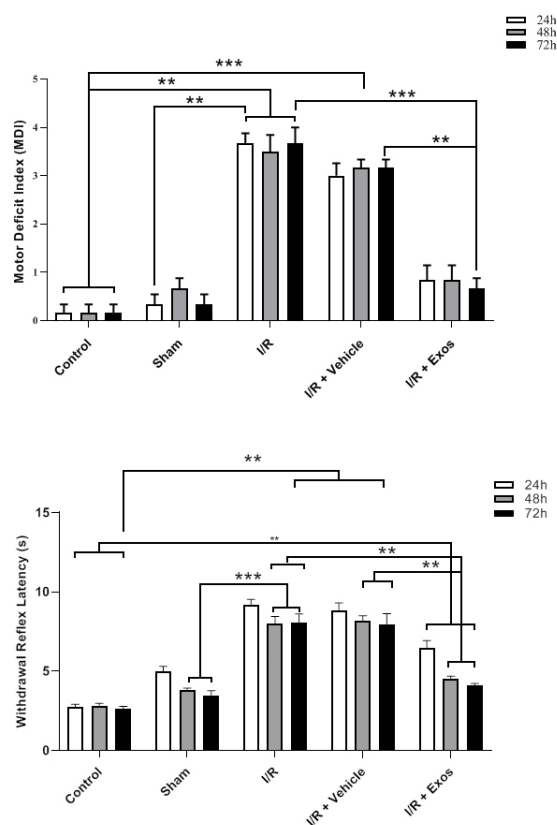 24h
48h
72h
***
**
**
***
**
Motor Deficit Index (MDI)
5
4
3
2
1
0
Control
Sham
I/R
I/R + Vehicle
I/R + Exos
**
24h
48h
72h
**
**
**
***
Withdrawal Reflex Latency (s)
15
10
5
0
Control
Sham
I/R
I/R + Vehicle
I/R + Exos